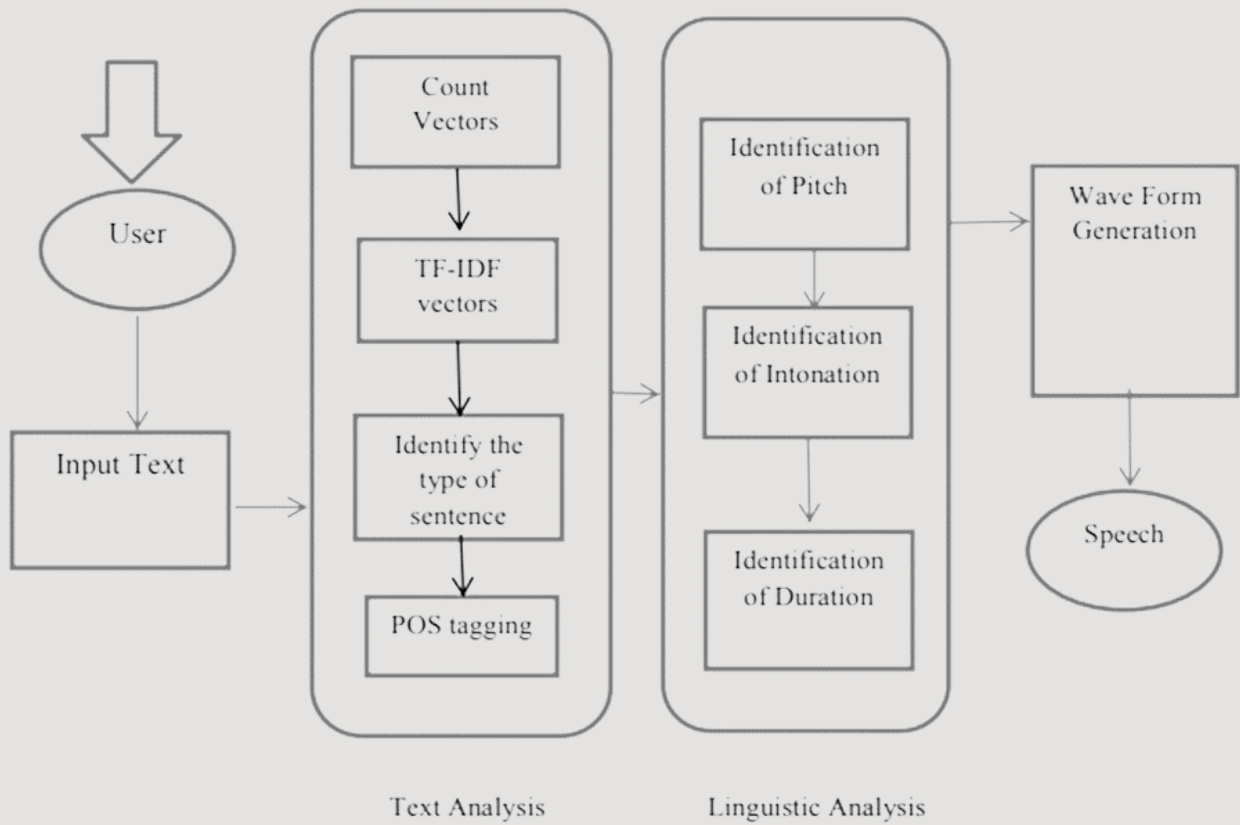 User
Input Text
Count
Vectors
TF-IDF
vectors
Identify the
type of
sentence
POS tagging
Text Analysis
Identification
of Pitch
Identification
of Intonation
Identification
of Duration
Linguistic Analysis
Wave Form
Generation
Speech